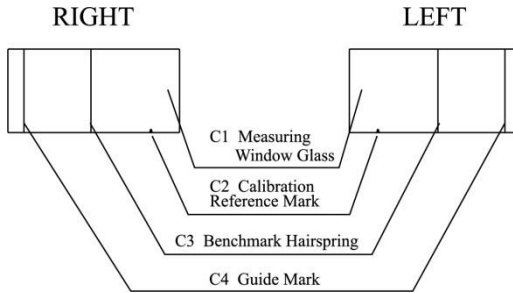 RIGHT
LEFT
C1 Measuring
Window Glass
C2 Calibration
Reference Mark
C3 Benchmark Hairspring
C4 Guide Mark